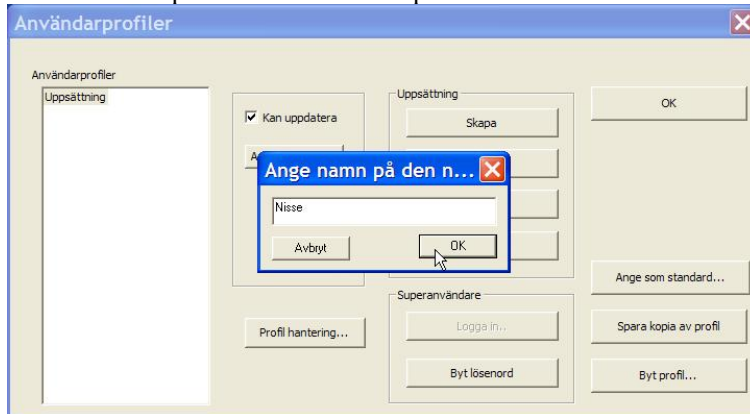 Användarprofiler
Användarprofiler
Uppsättning
Kan uppdatera
Uppsättning
Skapa
OK
Ange namn på den n...
Nisse
Avbryt
OK
Ange som standard...
Superanvändare
Profil hantering...
Logga in..
Spara kopia av profil
Byt lösenord
Byt profil...